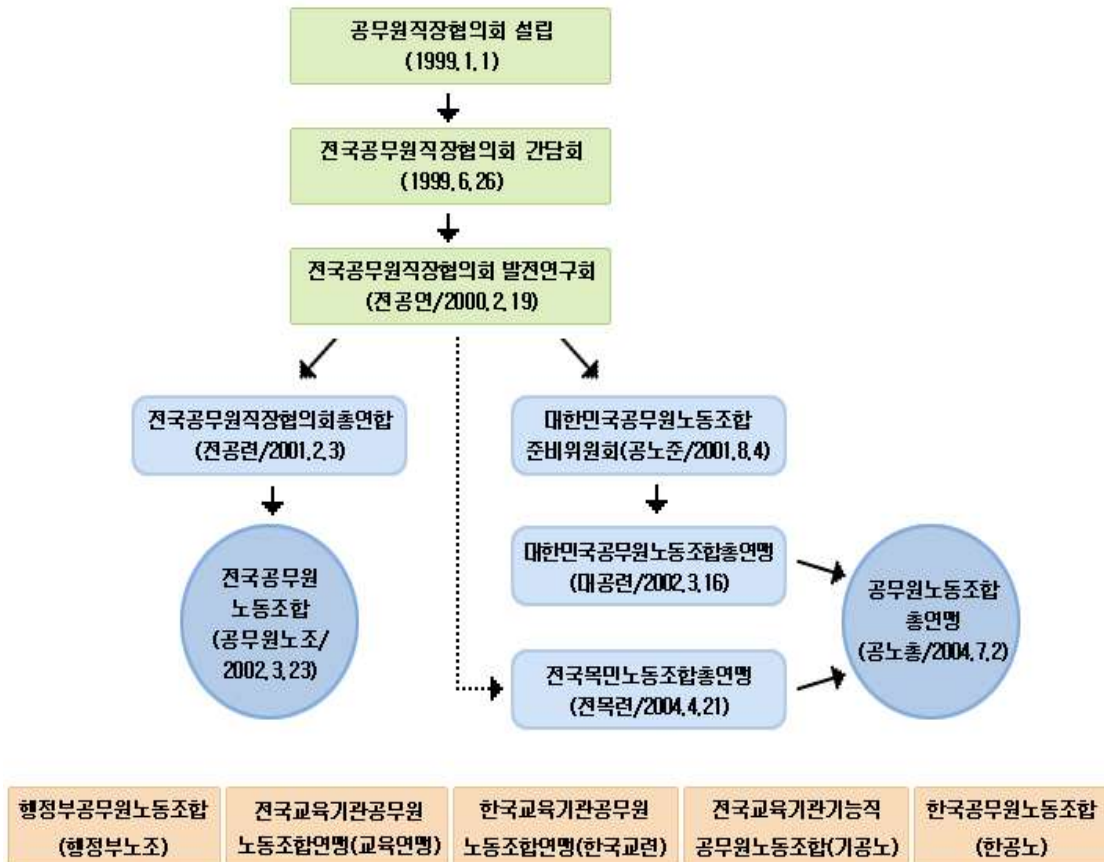 공무원직장협의회 설립
(1999.1.1)
전국공무원직장협의회 간담회
(1999.6.26)
전국공무원직장협의회 발전연구회
(전공연/2000.2.19)
전국공무원직장협의회총연합
(전공련/2001.2.3)
대한민국공무원노동조합
준비위원회(공노준/2001.8.4)
전국공무원
노동조합
(공무원노조/
2002.3.23)
대한민국공무원노동조합총연맹
(대공련/2002.3.16)
전국목민노동조합총연맹
(전목련/2004.4.21)
공무원노동조합
총연맹
(공노총/2004.7.2)
행정부공무원노동조합
(행정부노조)
전국교육기관공무원
노동조합연맹(교육연맹)
한국교육기관공무원
노동조합연맹(한국교련)
전국교육기관기능직
공무원노동조합(기공노)
한국공무원노동조합
(한공노)